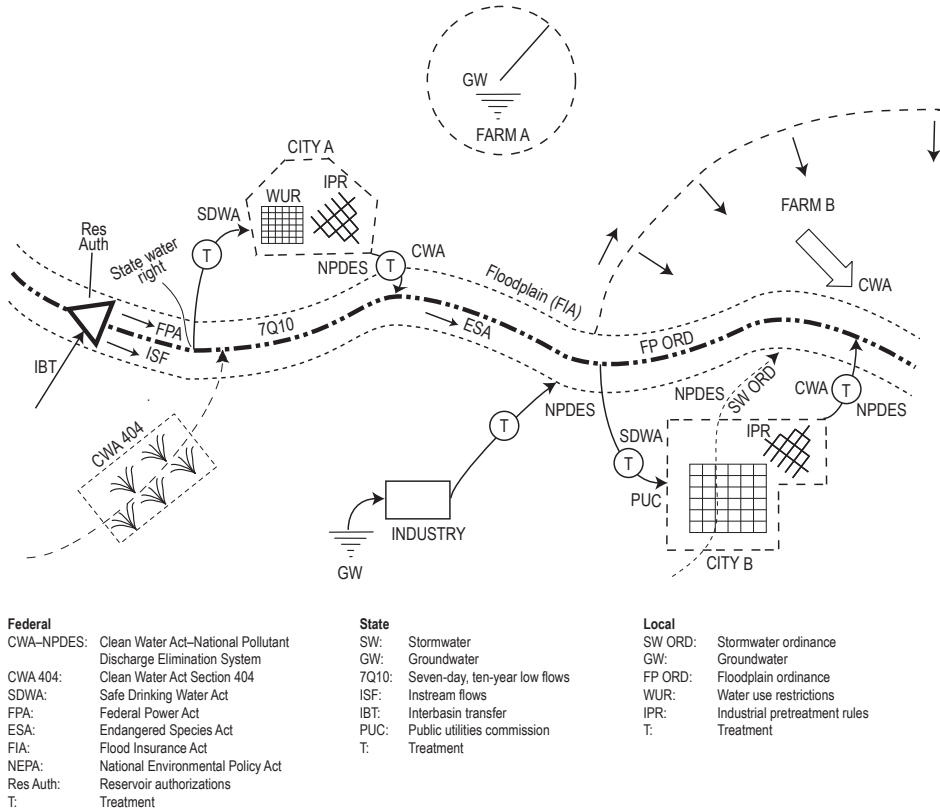 GW
FARM A
CITY A
WUR
IPR
SDWA
T
NPDES
T
CWA
Res
Auth
State water
right
FPA
ISF
IBT
7Q10
Floodplain (FIA)
ESA
FARM B
CWA
FP ORD
CWA 404
NPDES
T
INDUSTRY
GW
SDWA
T
PUC
NPDES
SW ORD
IPR
CWA
T
NPDES
CITY B
Federal
CWA–NPDES: Clean Water Act–National Pollutant
Discharge Elimination System
CWA 404: Clean Water Act Section 404
SDWA: Safe Drinking Water Act
FPA: Federal Power Act
ESA: Endangered Species Act
FIA: Flood Insurance Act
NEPA: National Environmental Policy Act
Res Auth: Reservoir authorizations
T: Treatment
State
SW: Stormwater
GW: Groundwater
7Q10: Seven-day, ten-year low flows
ISF: Instream flows
IBT: Interbasin transfer
PUC: Public utilities commission
T: Treatment
Local
SW ORD: Stormwater ordinance
GW: Groundwater
FP ORD: Floodplain ordinance
WUR: Water use restrictions
IPR: Industrial pretreatment rules
T: Treatment